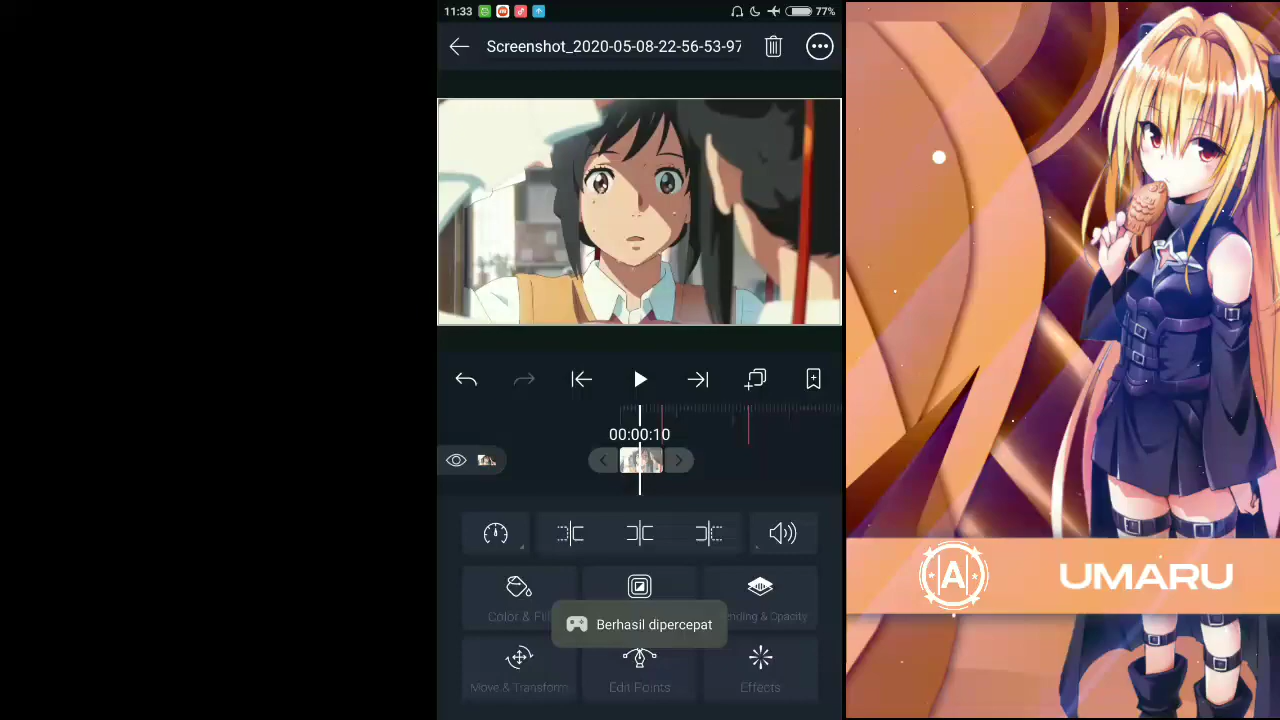 11:33
77%
Screenshot_2020-05-08-22-56-53-97
00:00:10
Color & Fil
nding & Opacity
Berhasil dipercepat
Move & Transform
Edit Points
Effects
A
UMARU